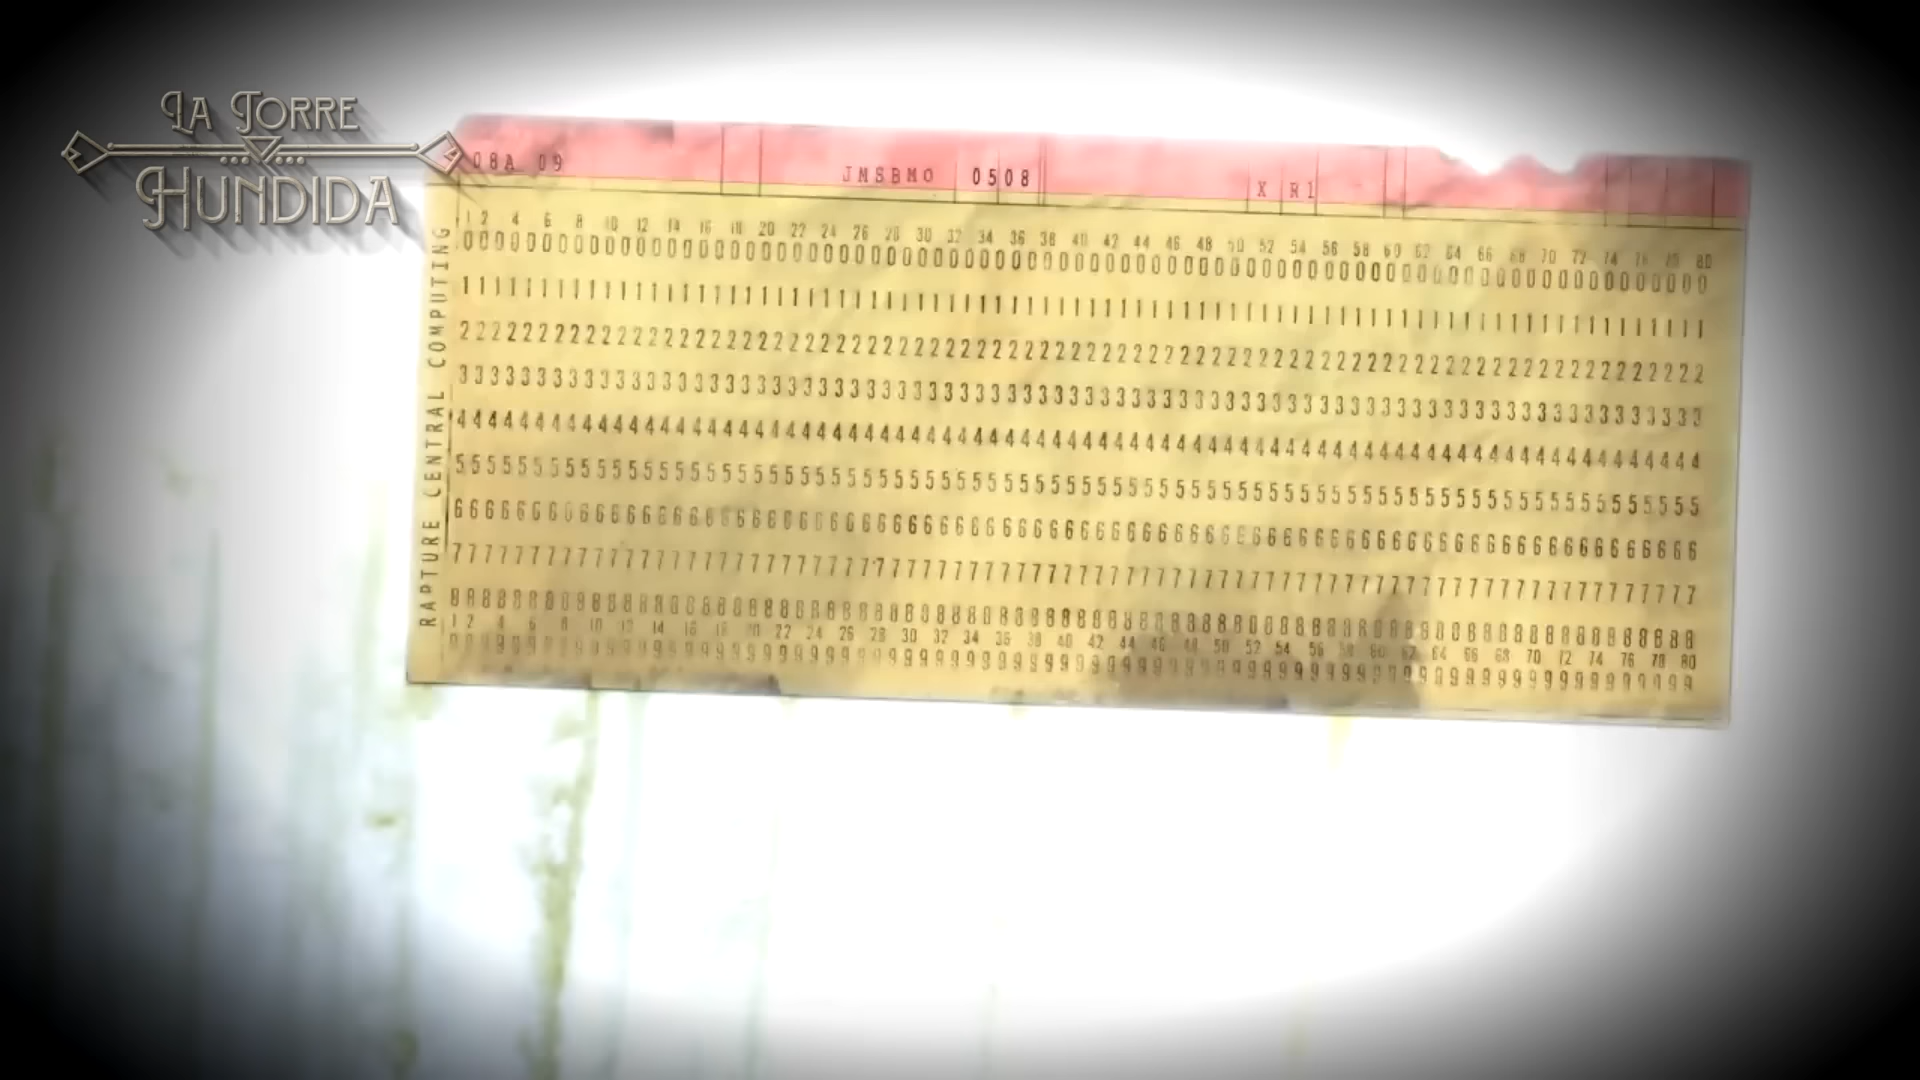 LA TORRE
HUNDIDA
08A 09 JMSBMO 0508 X R1
RAPTURE CENTRAL COMPUTING
1 2 4 6 8 10 12 14 16 18 20 22 24 26 28 30 32 34 36 38 40 42 44 46 48 50 52 54 56 58 60 62 64 66 68 70 72 74 76 78 80
00000000000000000000000000000000000000000000000000000000000000000000000000000000
11111111111111111111111111111111111111111111111111111111111111111111111111111111
22222222222222222222222222222222222222222222222222222222222222222222222222222222
33333333333333333333333333333333333333333333333333333333333333333333333333333333
44444444444444444444444444444444444444444444444444444444444444444444444444444444
55555555555555555555555555555555555555555555555555555555555555555555555555555555
66666666666666666666666666666666666666666666666666666666666666666666666666666666
77777777777777777777777777777777777777777777777777777777777777777777777777777777
88888888888888888888888888888888888888888888888888888888888888888888888888888888
1 2 4 6 8 10 12 14 16 18 20 22 24 26 28 30 32 34 36 38 40 42 44 46 48 50 52 54 56 58 60 62 64 66 68 70 72 74 76 78 80
99999999999999999999999999999999999999999999999999999999999999999999999999999999